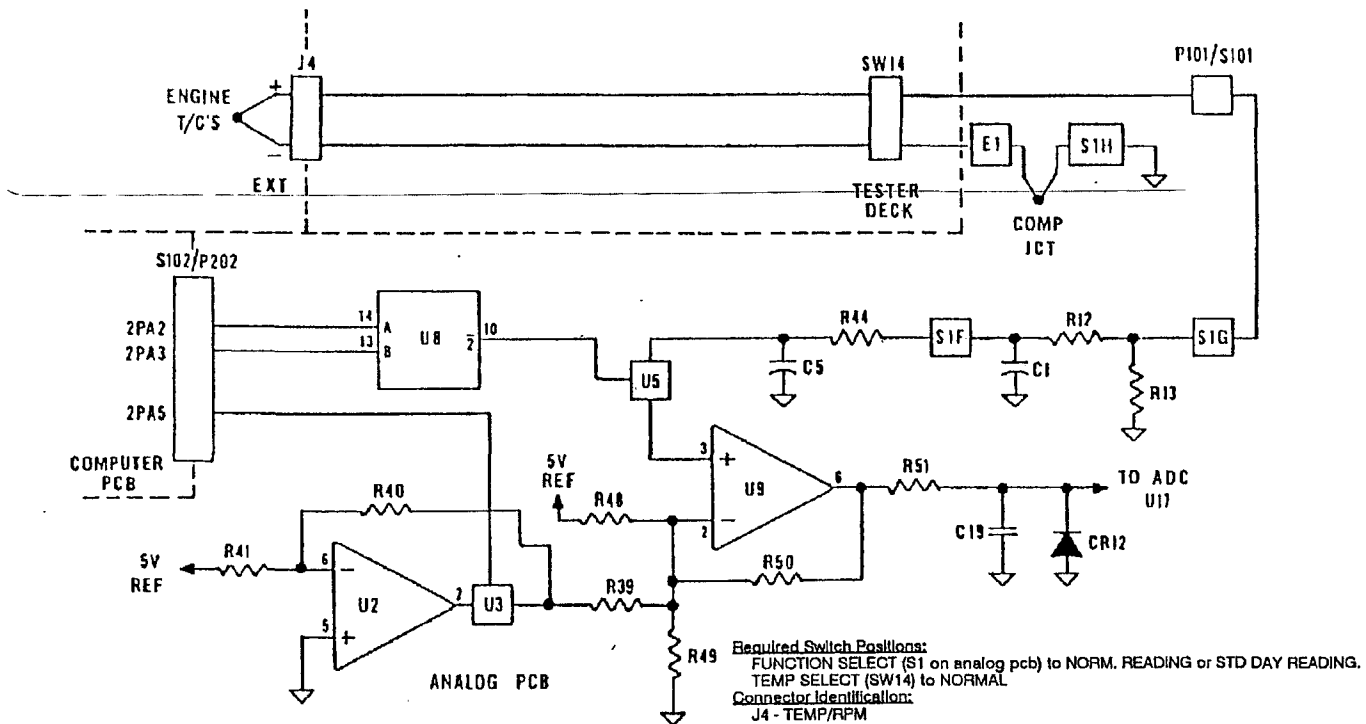 J4
SW14
P101/S101
ENGINE
T/C'S
+
−
E1
S1H
EXT
TESTER
DECK
COMP
JCT
S102/P202
2PA2
2PA3
2PA5
14
A
13
B
U8
2
10
U5
C5
R44
S1F
C1
R12
S1G
R13
COMPUTER
PCB
5V
REF
R48
3
+
U9
−
2
6
R51
TO ADC
U17
C19
CR12
R40
R50
5V
REF
R41
6
−
U2
5
+
2
U3
R39
R49
ANALOG PCB
Required Switch Positions:
FUNCTION SELECT (S1 on analog pcb) to NORM. READING or STD DAY READING.
TEMP SELECT (SW14) to NORMAL
Connector Identification:
J4 - TEMP/RPM